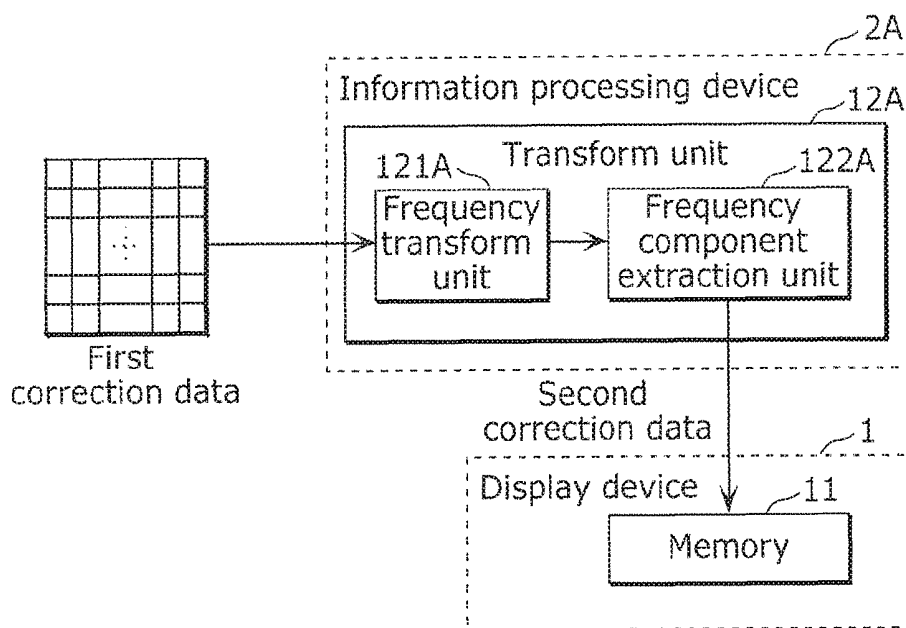 2A
Information processing device
12A
Transform unit
121A
122A
Frequency
transform
unit
Frequency
component
extraction unit
First
correction data
Second
correction data
1
Display device
11
Memory